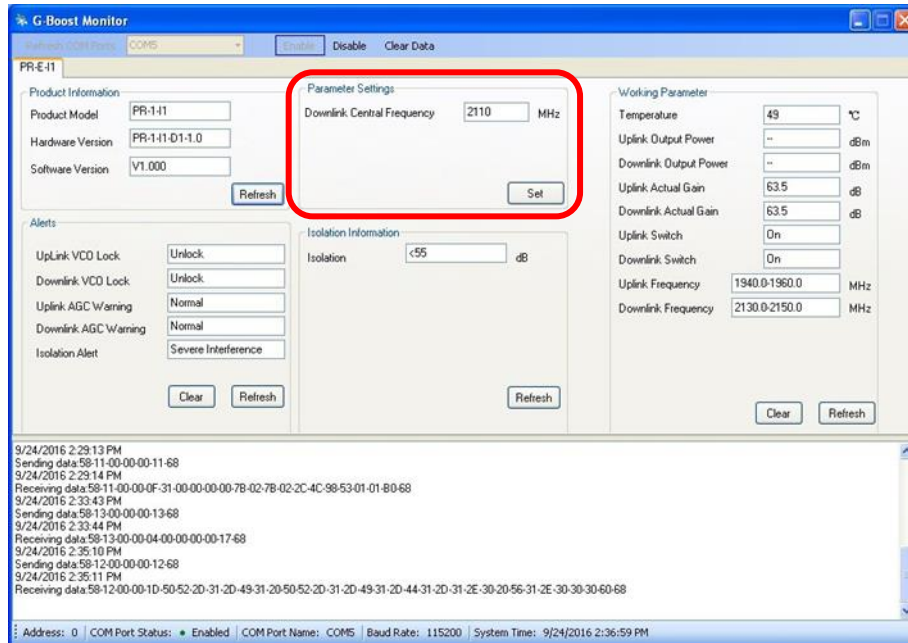 G-Boost Monitor
Refresh COM Ports COM5 Enable Disable Clear Data
PR-E-I1
Product Information
Product Model PR-1-I1
Hardware Version PR-1-I1-D1-1.0
Software Version V1.000
Refresh
Parameter Settings
Downlink Central Frequency 2110 MHz
Set
Working Parameter
Temperature 49 ℃
Uplink Output Power -- dBm
Downlink Output Power -- dBm
Uplink Actual Gain 63.5 dB
Downlink Actual Gain 63.5 dB
Uplink Switch On
Downlink Switch On
Uplink Frequency 1940.0-1960.0 MHz
Downlink Frequency 2130.0-2150.0 MHz
Clear Refresh
Alerts
UpLink VCO Lock Unlock
Downlink VCO Lock Unlock
Uplink AGC Warning Normal
Downlink AGC Warning Normal
Isolation Alert Severe Interference
Clear Refresh
Isolation Information
Isolation <55 dB
Refresh
9/24/2016 2:29:13 PM
Sending data:58-11-00-00-00-11-68
9/24/2016 2:29:14 PM
Receiving data:58-11-00-00-0F-31-00-00-00-00-7B-02-7B-02-2C-4C-98-53-01-01-B0-68
9/24/2016 2:33:43 PM
Sending data:58-13-00-00-00-13-68
9/24/2016 2:33:44 PM
Receiving data:58-13-00-00-04-00-00-00-00-17-68
9/24/2016 2:35:10 PM
Sending data:58-12-00-00-00-12-68
9/24/2016 2:35:11 PM
Receiving data:58-12-00-00-1D-50-52-2D-31-2D-49-31-20-50-52-2D-31-2D-49-31-2D-44-31-2D-31-2E-30-20-56-31-2E-30-30-30-60-68
Address: 0 COM Port Status: ● Enabled COM Port Name: COM5 Baud Rate: 115200 System Time: 9/24/2016 2:36:59 PM